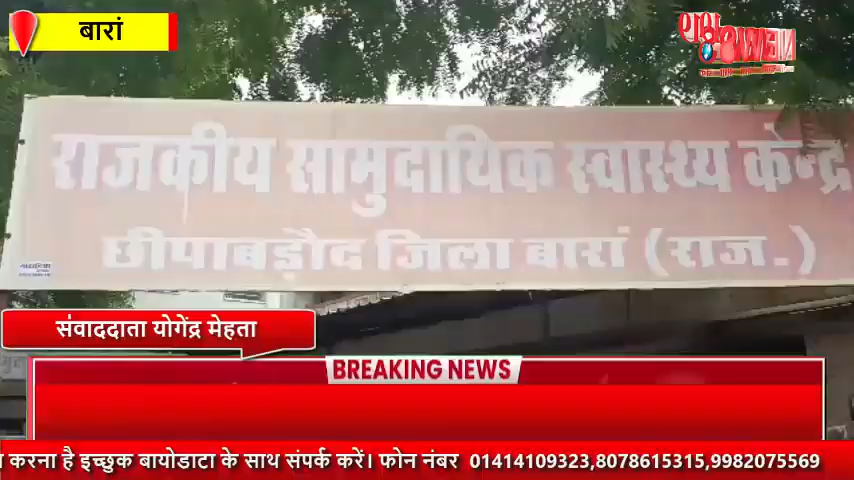 बारां
राजकीय सामुदायिक स्वास्थ्य केन्द्र
छीपाबड़ौद जिला बारां (राज.)
संवाददाता योगेंद्र मेहता
BREAKING NEWS
करना है इच्छुक बायोडाटा के साथ संपर्क करें। फोन नंबर 01414109323,8078615315,9982075569